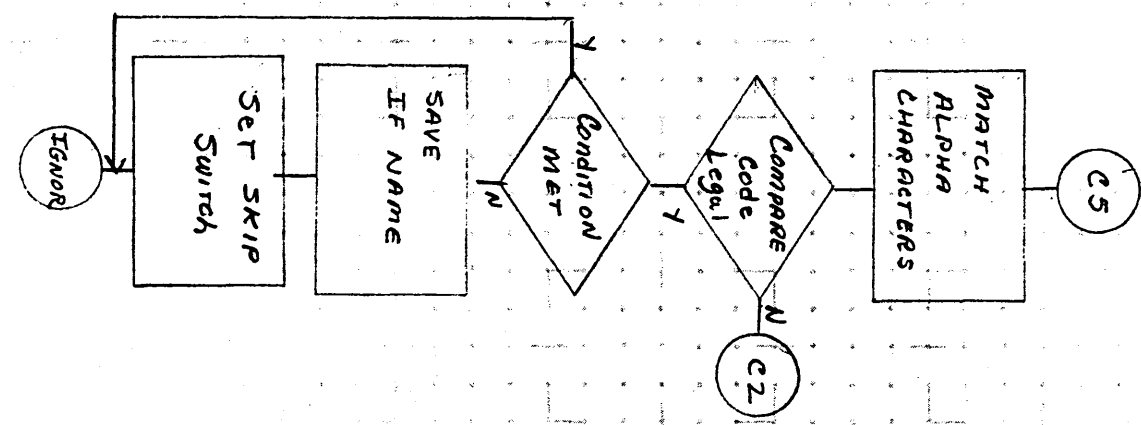 C5
MATCH
ALPHA
CHARACTERS
COMPARE
Code
Legal
N
C2
Y
Condition
MET
Y
N
SAVE
IF NAME
SET SKIP
Switch
IGNOR